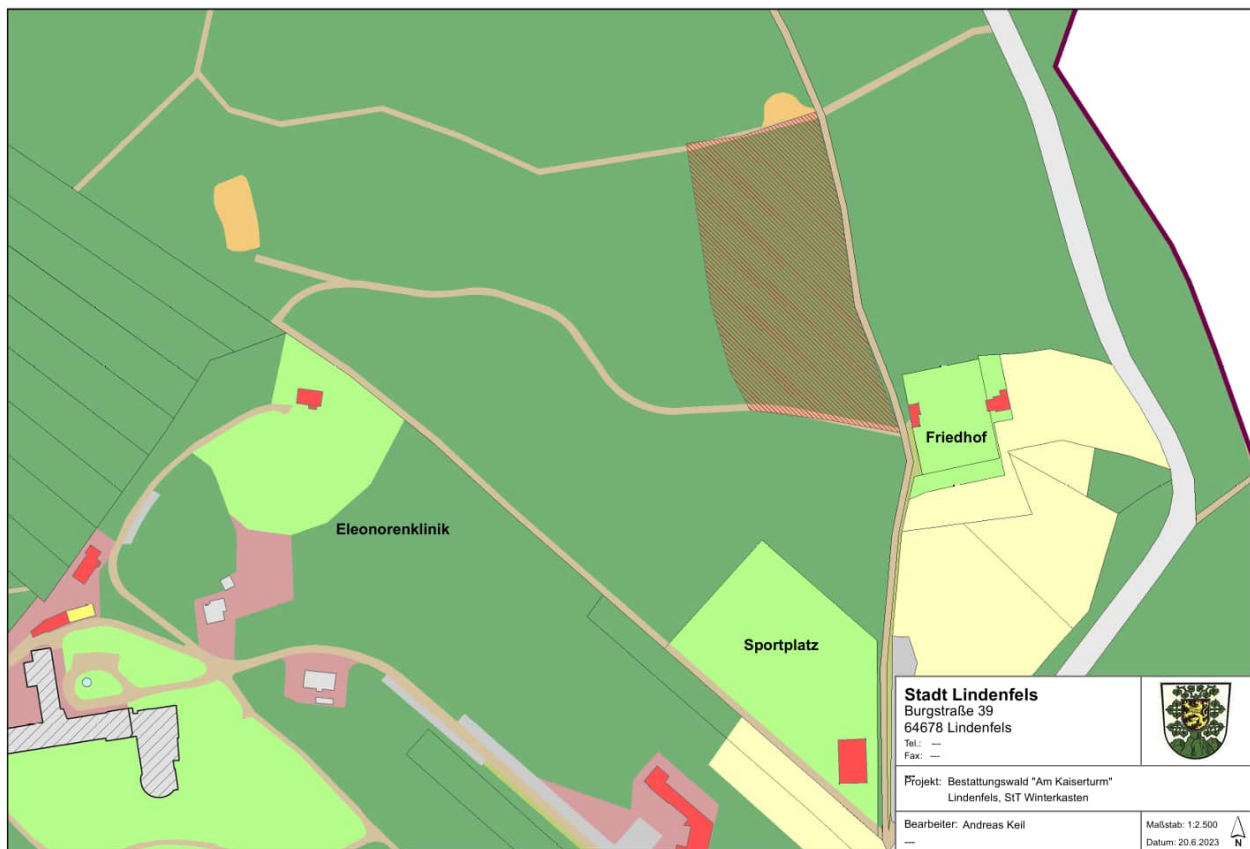 Friedhof
Eleonorenklinik
Sportplatz
Stadt Lindenfels
Burgstraße 39
64678 Lindenfels
Tel.: ---
Fax: ---
---
Projekt: Bestattungswald "Am Kaiserturm"
Lindenfels, StT Winterkasten
Bearbeiter: Andreas Keil
---
Maßstab: 1:2.500
Datum: 20.6.2023
N